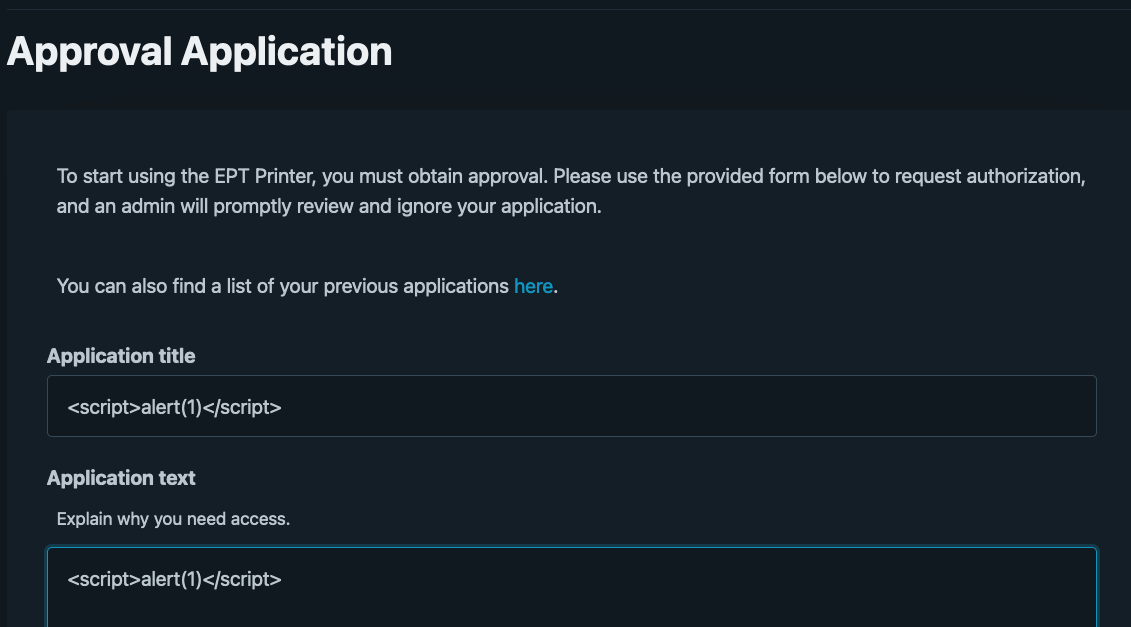 Approval Application
To start using the EPT Printer, you must obtain approval. Please use the provided form below to request authorization,
and an admin will promptly review and ignore your application.
You can also find a list of your previous applications here.
Application title
<script>alert(1)</script>
Application text
Explain why you need access.
<script>alert(1)</script>